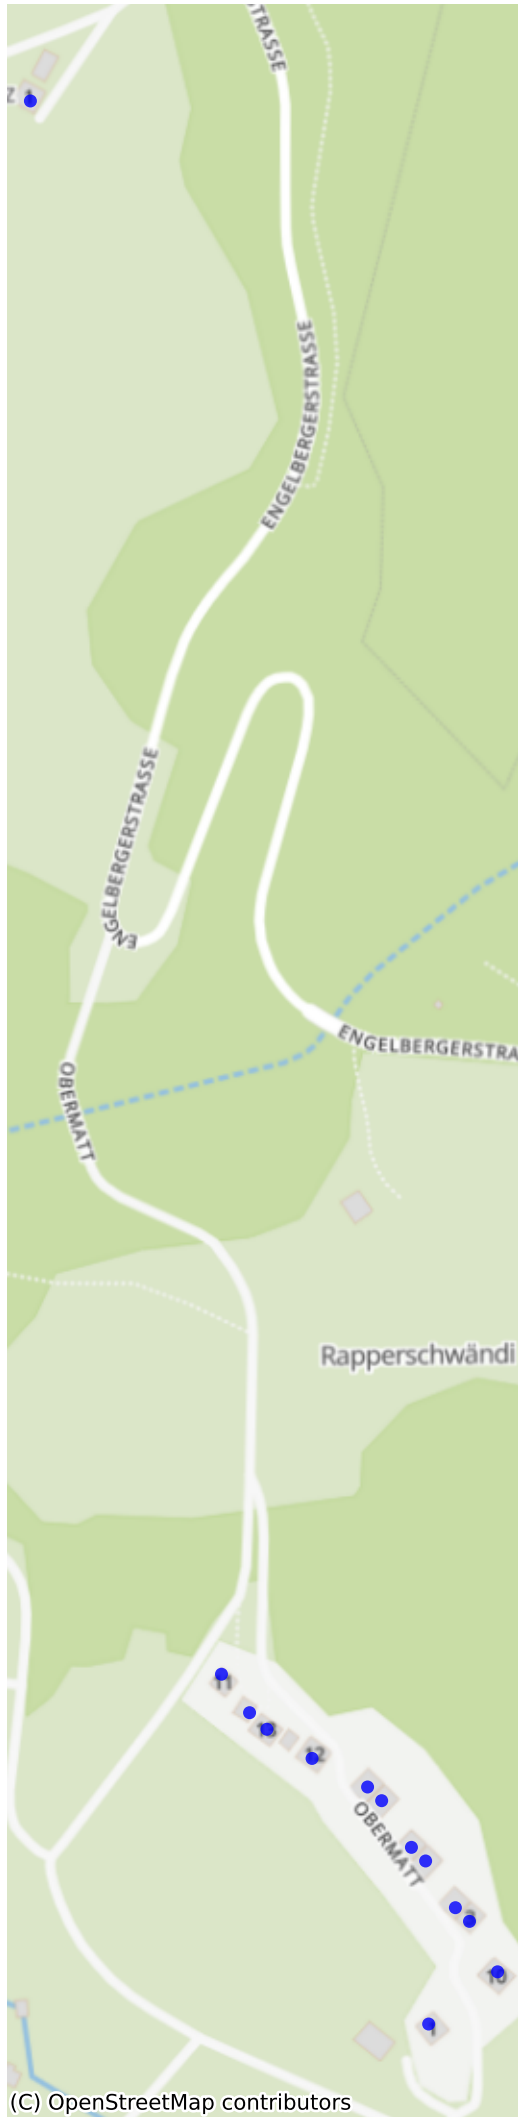 STRASSE
Z
ENGELBERGERSTRASSE
ENGELBERGERSTRASSE
ENGELBERGERSTRA
OBERMATT
Rapperschwändi
11
12
OBERMATT
10
1
(C) OpenStreetMap contributors